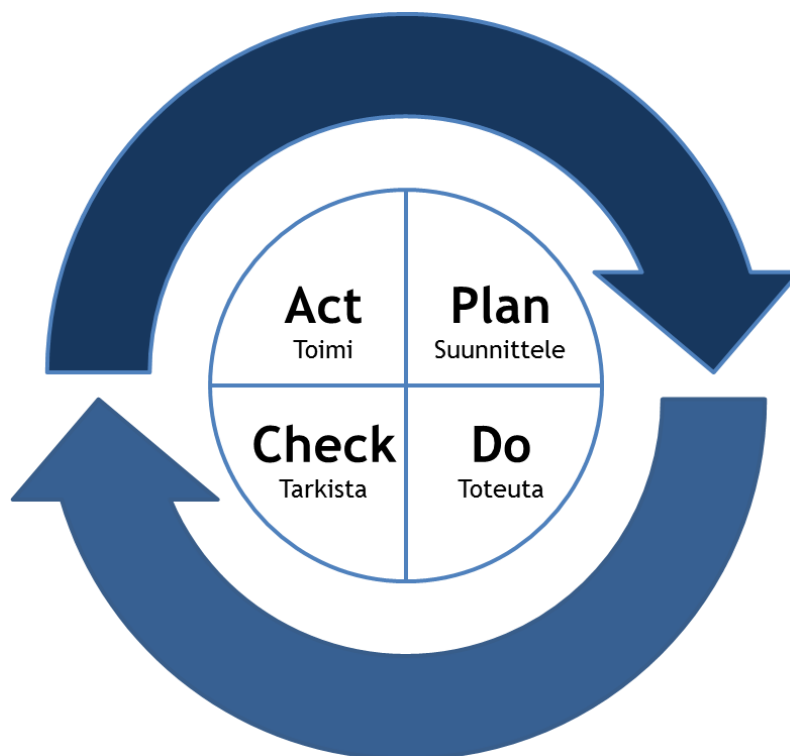 Act
Toimi
Plan
Suunnittele
Check
Tarkista
Do
Toteuta